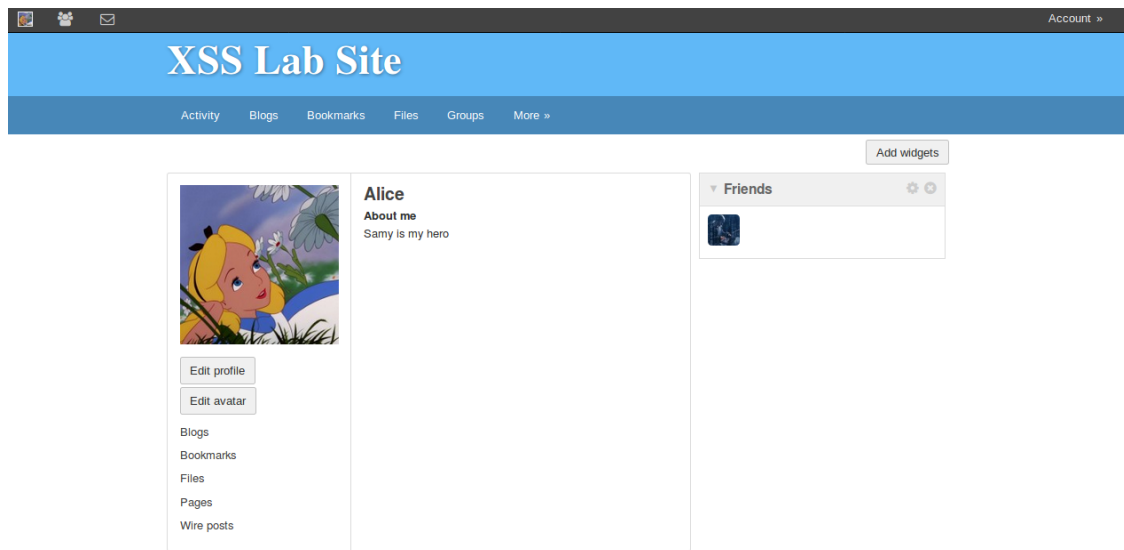 Account »
XSS Lab Site
Activity Blogs Bookmarks Files Groups More »
Add widgets
Alice
About me
Samy is my hero
Edit profile
Edit avatar
Blogs
Bookmarks
Files
Pages
Wire posts
Friends